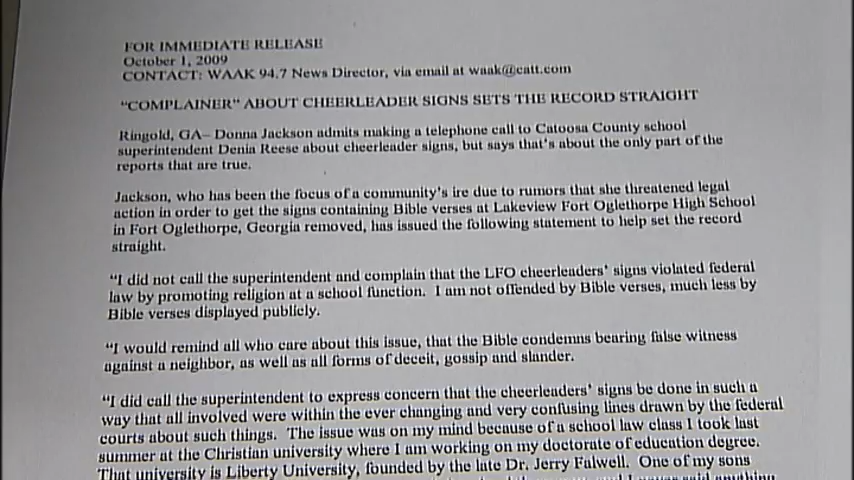 FOR IMMEDIATE RELEASE
October 1, 2009
CONTACT: WAAK 94.7 News Director, via email at waak@catt.com
"COMPLAINER" ABOUT CHEERLEADER SIGNS SETS THE RECORD STRAIGHT
Ringold, GA– Donna Jackson admits making a telephone call to Catoosa County school
superintendent Denia Reese about cheerleader signs, but says that's about the only part of the
reports that are true.
Jackson, who has been the focus of a community's ire due to rumors that she threatened legal
action in order to get the signs containing Bible verses at Lakeview Fort Oglethorpe High School
in Fort Oglethorpe, Georgia removed, has issued the following statement to help set the record
straight.
"I did not call the superintendent and complain that the LFO cheerleaders' signs violated federal
law by promoting religion at a school function. I am not offended by Bible verses, much less by
Bible verses displayed publicly.
"I would remind all who care about this issue, that the Bible condemns bearing false witness
against a neighbor, as well as all forms of deceit, gossip and slander.
"I did call the superintendent to express concern that the cheerleaders' signs be done in such a
way that all involved were within the ever changing and very confusing lines drawn by the federal
courts about such things. The issue was on my mind because of a school law class I took last
summer at the Christian university where I am working on my doctorate of education degree.
That university is Liberty University, founded by the late Dr. Jerry Falwell. One of my sons
said anything